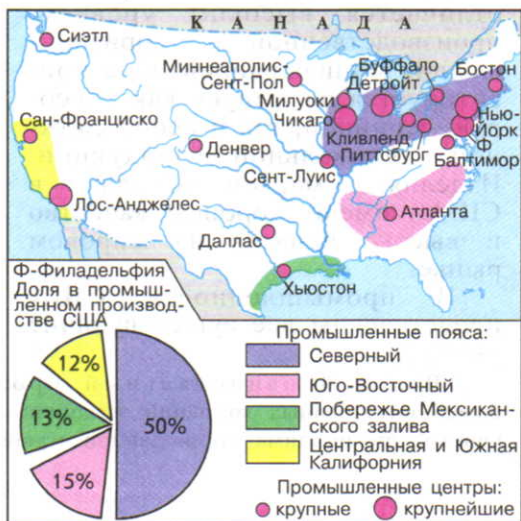 КАНАДА
Сиэтл
Миннеаполис-
Сент-Пол
Буффало
Детройт
Бостон
Милуоки
Чикаго
Сан-Франциско
Нью-
Йорк
Ф
Кливленд
Питтсбург
Балтимор
Денвер
Сент-Луис
Лос-Анджелес
Атланта
Даллас
Хьюстон
Ф-Филадельфия
Доля в промыш-
ленном производ-
стве США
12%
13%
15%
50%
Промышленные пояса:
Северный
Юго-Восточный
Побережье Мексикан-
ского залива
Центральная и Южная
Калифорния
Промышленные центры:
крупные
крупнейшие